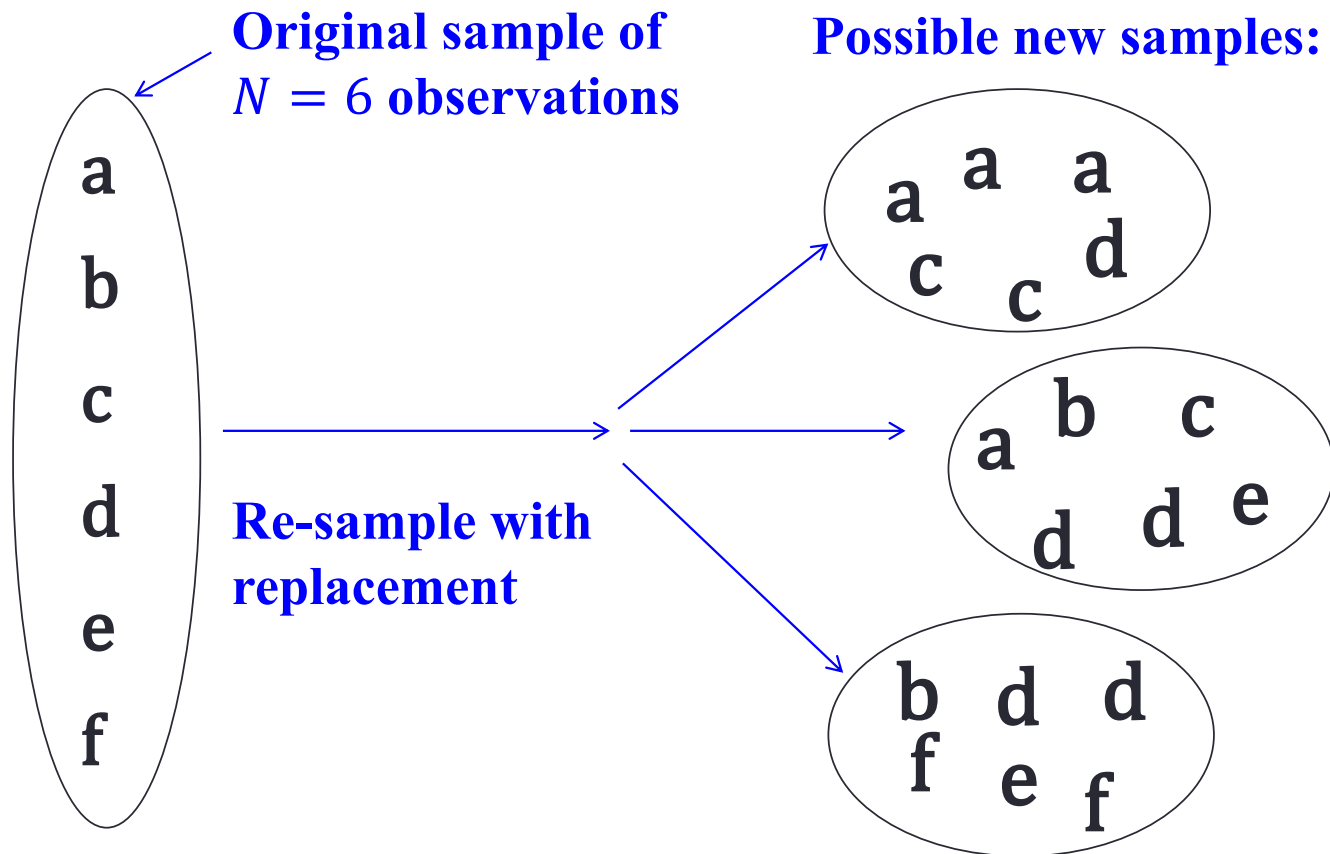 Original sample of
N = 6 observations
a
b
c
d
e
f
Re-sample with
replacement
Possible new samples:
a a a
c c d
a b c
d d e
b d d
f e f